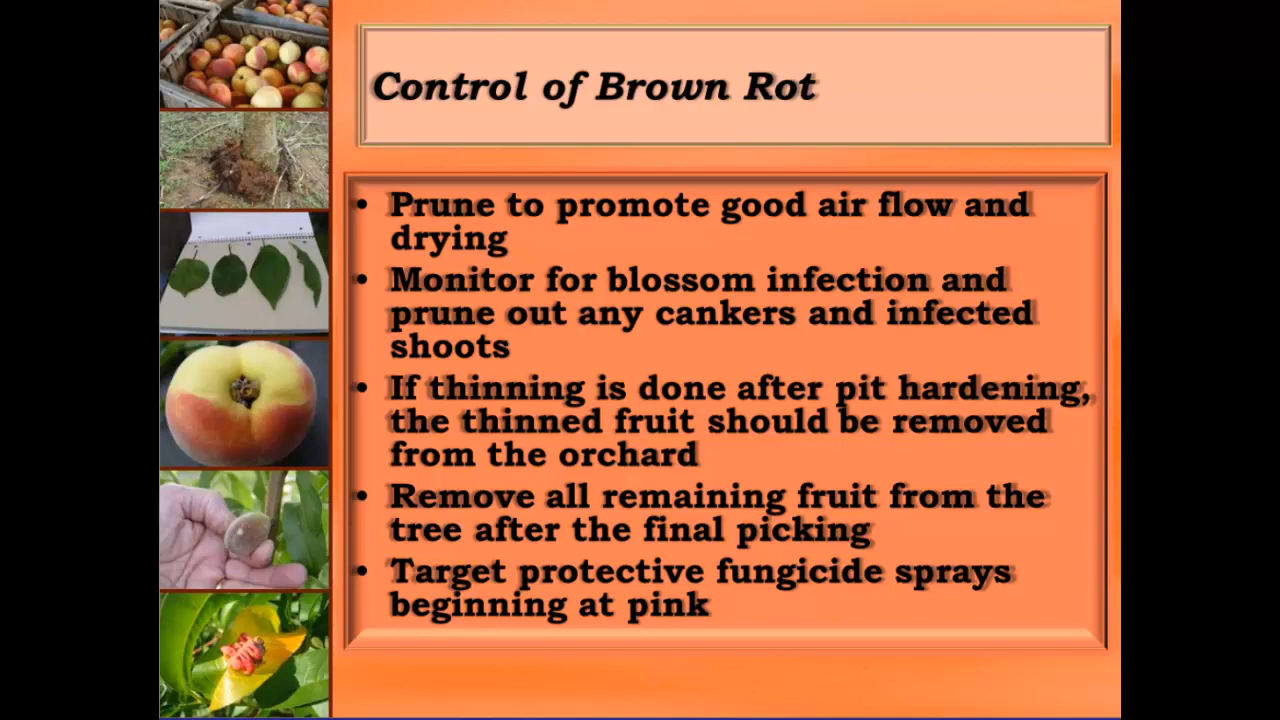 Control of Brown Rot
• Prune to promote good air flow and
drying
• Monitor for blossom infection and
prune out any cankers and infected
shoots
• If thinning is done after pit hardening,
the thinned fruit should be removed
from the orchard
• Remove all remaining fruit from the
tree after the final picking
• Target protective fungicide sprays
beginning at pink